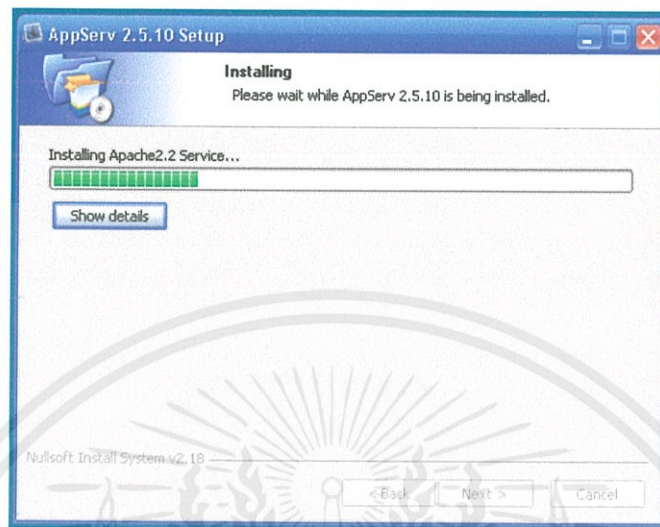 AppServ 2.5.10 Setup
Installing
Please wait while AppServ 2.5.10 is being installed.
Installing Apache2.2 Service...
Show details
Nullsoft Install System v2.18
< Back
Next >
Cancel